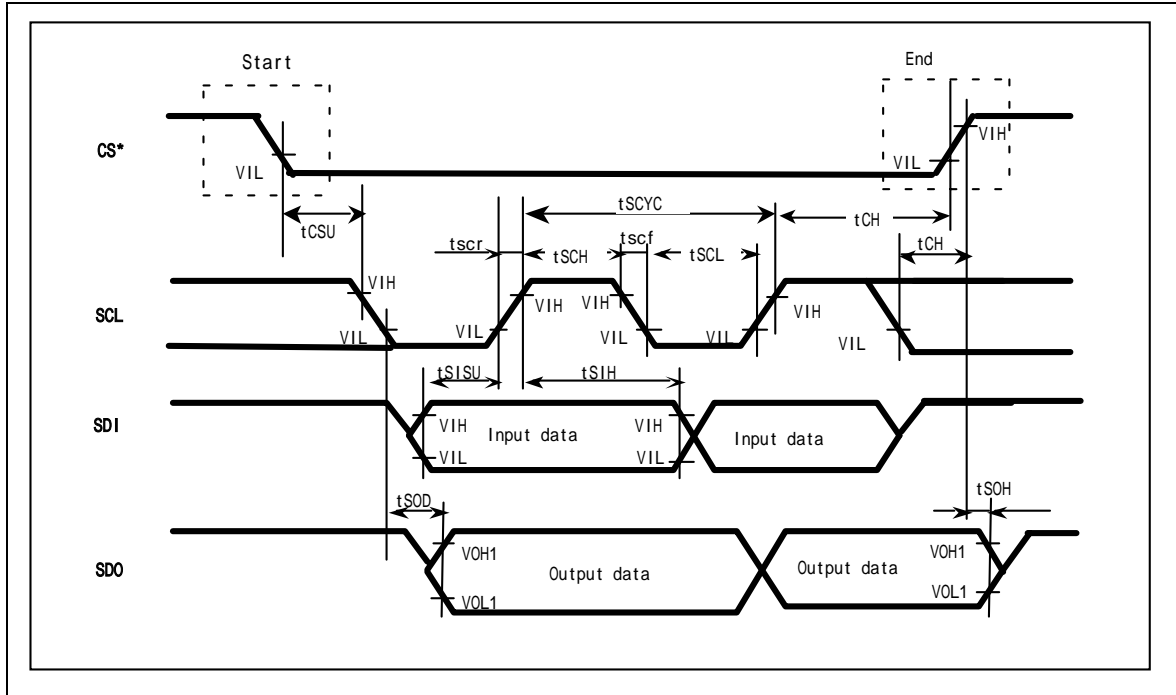 Start
End
CS*
VIL
VIL
VIH
tCSU
tSCYC
tCH
tCH
tscr
tSCH
tscf
tSCL
SCL
VIH
VIL
VIL
VIH
VIH
VIL
VIL
VIH
VIL
tSISU
tSIH
SDI
VIH
VIL
Input data
VIH
VIL
Input data
tSOD
tSOH
SDO
VOH1
VOL1
Output data
Output data
VOH1
VOL1